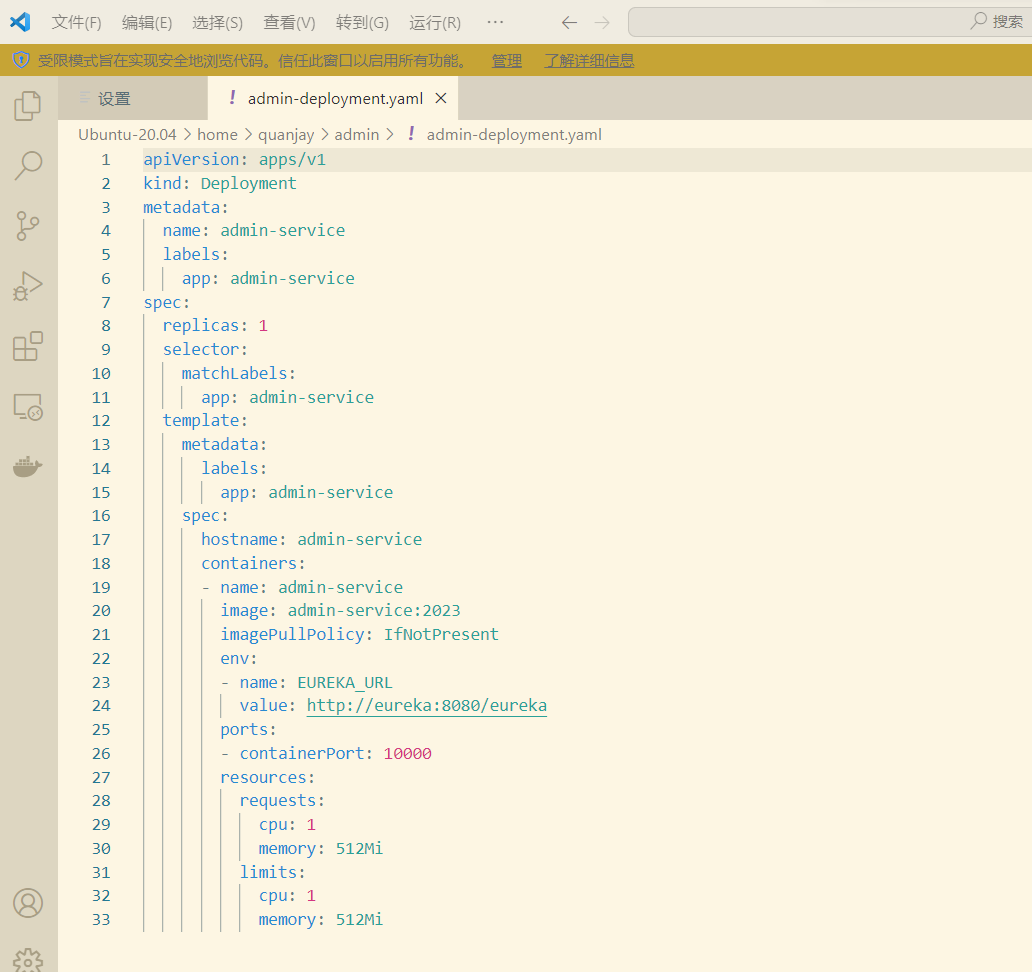 文件(F) 编辑(E) 选择(S) 查看(V) 转到(G) 运行(R) ··· 搜索
受限模式旨在实现安全地浏览代码。信任此窗口以启用所有功能。 管理 了解详细信息
设置 ! admin-deployment.yaml
Ubuntu-20.04 > home > quanjay > admin > ! admin-deployment.yaml
1 apiVersion: apps/v1
2 kind: Deployment
3 metadata:
4   name: admin-service
5   labels:
6     app: admin-service
7 spec:
8   replicas: 1
9   selector:
10     matchLabels:
11       app: admin-service
12   template:
13     metadata:
14       labels:
15         app: admin-service
16     spec:
17       hostname: admin-service
18       containers:
19       - name: admin-service
20         image: admin-service:2023
21         imagePullPolicy: IfNotPresent
22         env:
23         - name: EUREKA_URL
24           value: http://eureka:8080/eureka
25         ports:
26         - containerPort: 10000
27         resources:
28           requests:
29             cpu: 1
30             memory: 512Mi
31           limits:
32             cpu: 1
33             memory: 512Mi